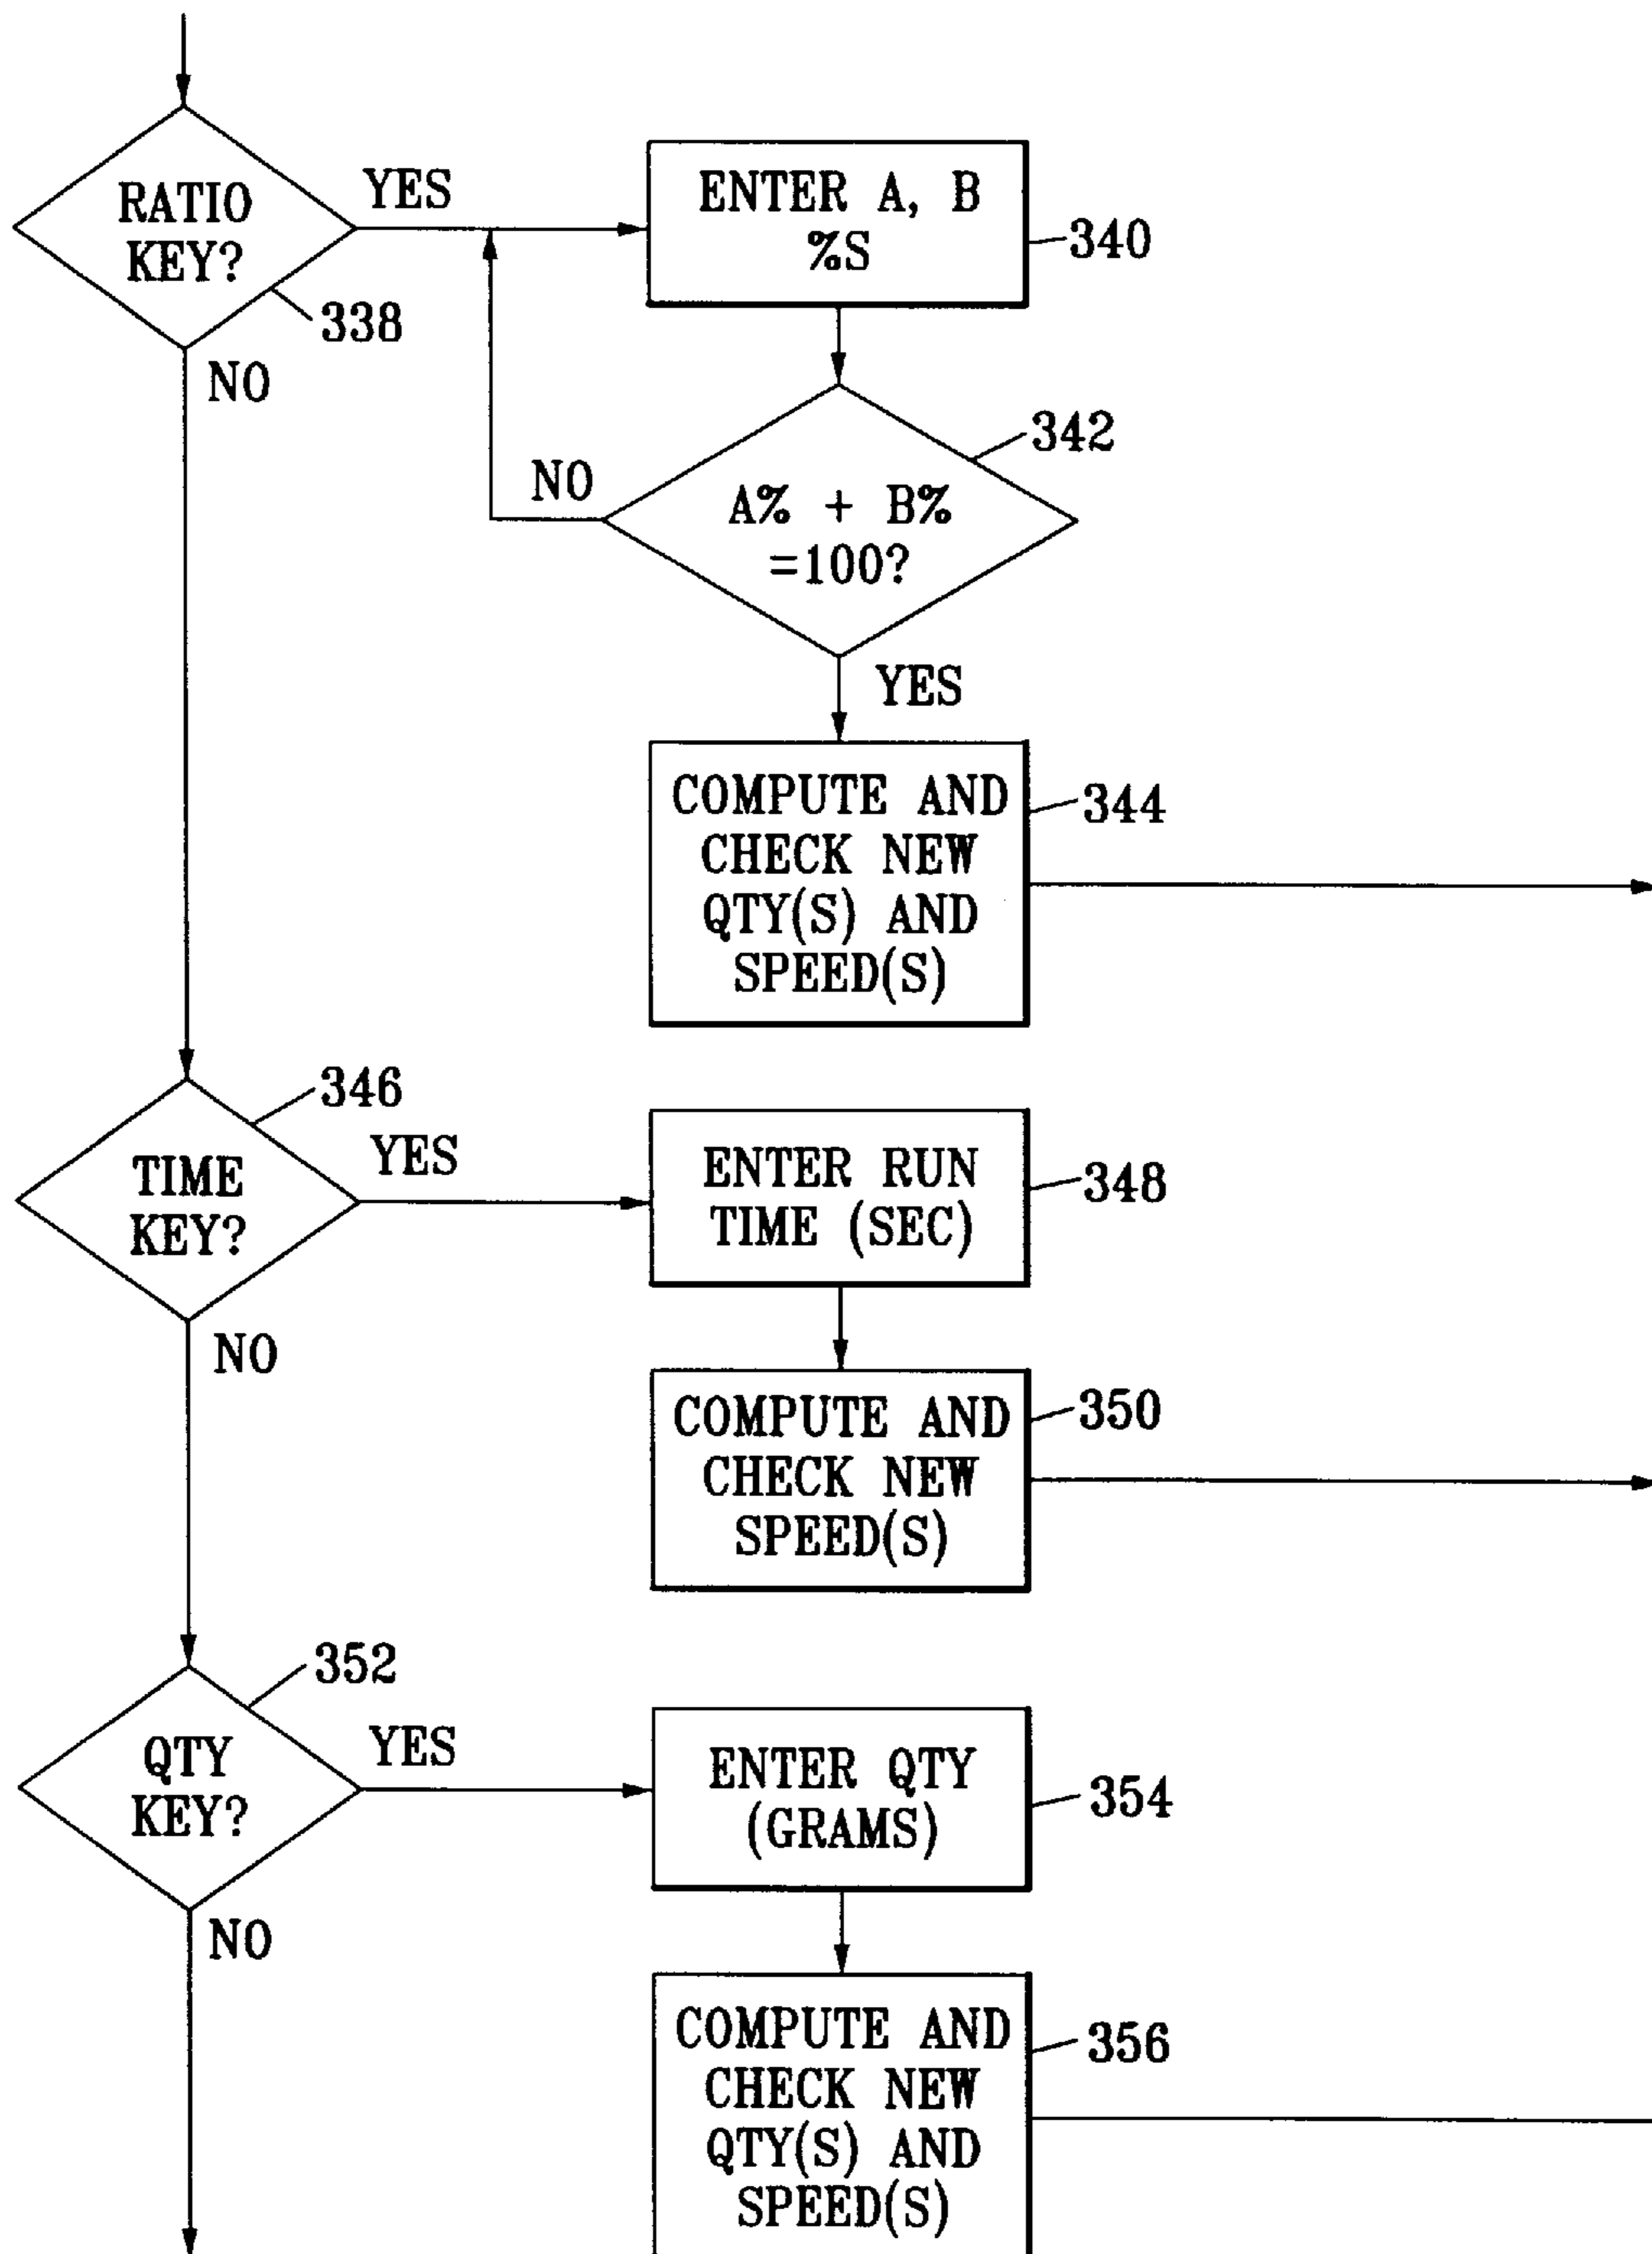 RATIO
KEY?
YES
338
NO
ENTER A, B
%S
340
342
NO
A% + B%
=100?
YES
COMPUTE AND
CHECK NEW
QTY(S) AND
SPEED(S)
344
346
TIME
KEY?
YES
NO
ENTER RUN
TIME (SEC)
348
COMPUTE AND
CHECK NEW
SPEED(S)
350
352
QTY
KEY?
YES
NO
ENTER QTY
(GRAMS)
354
COMPUTE AND
CHECK NEW
QTY(S) AND
SPEED(S)
356